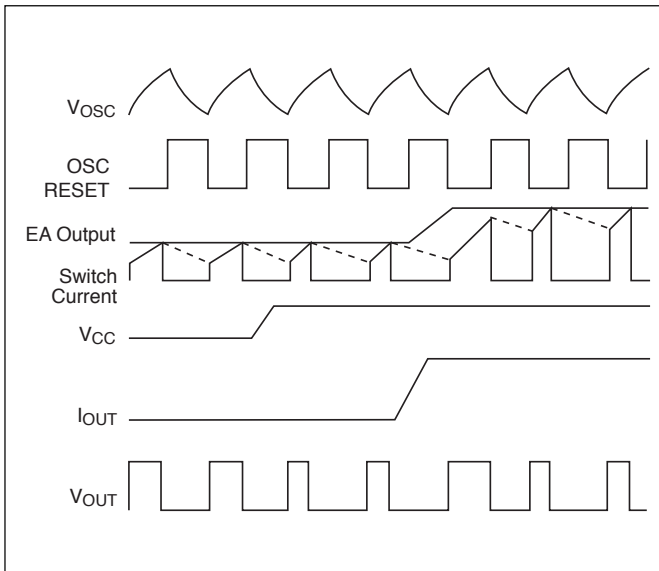 VOSC
OSC
RESET
EA Output
Switch
Current
VCC
IOUT
VOUT